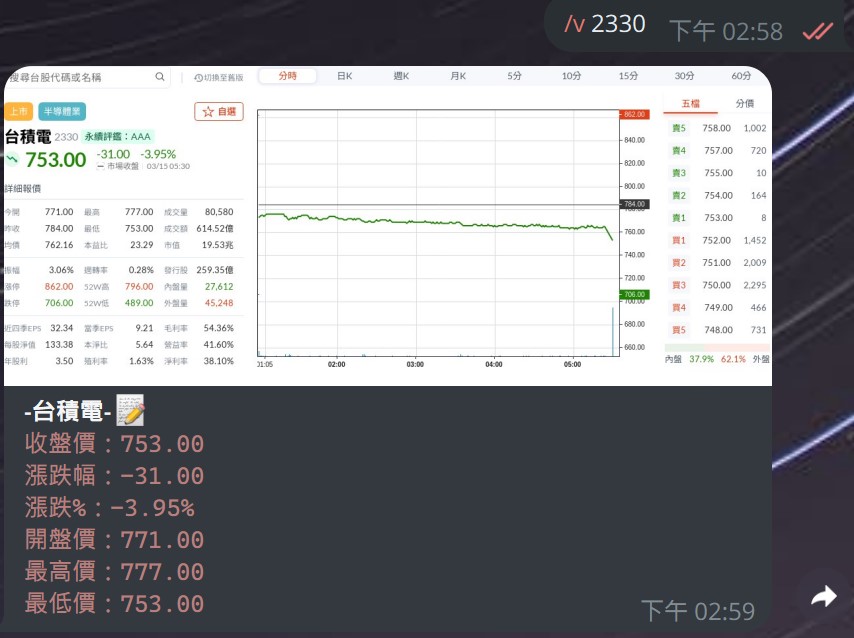 /v 2330 下午 02:58
搜尋台股代碼或名稱 切換至舊版 分時 日K 週K 月K 5分 10分 15分 30分 60分
上市 半導體業 自選
台積電 2330 永續評鑑：AAA
753.00 -31.00 -3.95%
市場收盤 03/15 05:30
詳細報價
今開 771.00 最高 777.00 成交量 80,580
昨收 784.00 最低 753.00 成交額 614.52億
均價 762.16 本益比 23.29 市值 19.53兆
振幅 3.06% 週轉率 0.28% 發行股 259.35億
漲停 862.00 52W高 796.00 內盤量 27,612
跌停 706.00 52W低 489.00 外盤量 45,248
近四季EPS 32.34 當季EPS 9.21 毛利率 54.36%
每股淨值 133.38 本淨比 5.64 營益率 41.60%
年股利 3.50 殖利率 1.63% 淨利率 38.10%
862.00
840.00
820.00
800.00
784.00
760.00
740.00
720.00
706.00
680.00
660.00
01:05 02:00 03:00 04:00 05:00
五檔 分價
賣5 758.00 1,002
賣4 757.00 720
賣3 755.00 10
賣2 754.00 164
賣1 753.00 8
買1 752.00 1,452
買2 751.00 2,009
買3 750.00 2,295
買4 749.00 466
買5 748.00 731
內盤 37.9% 62.1% 外盤
-台積電-📝
收盤價：753.00
漲跌幅：-31.00
漲跌%：-3.95%
開盤價：771.00
最高價：777.00
最低價：753.00
下午 02:59